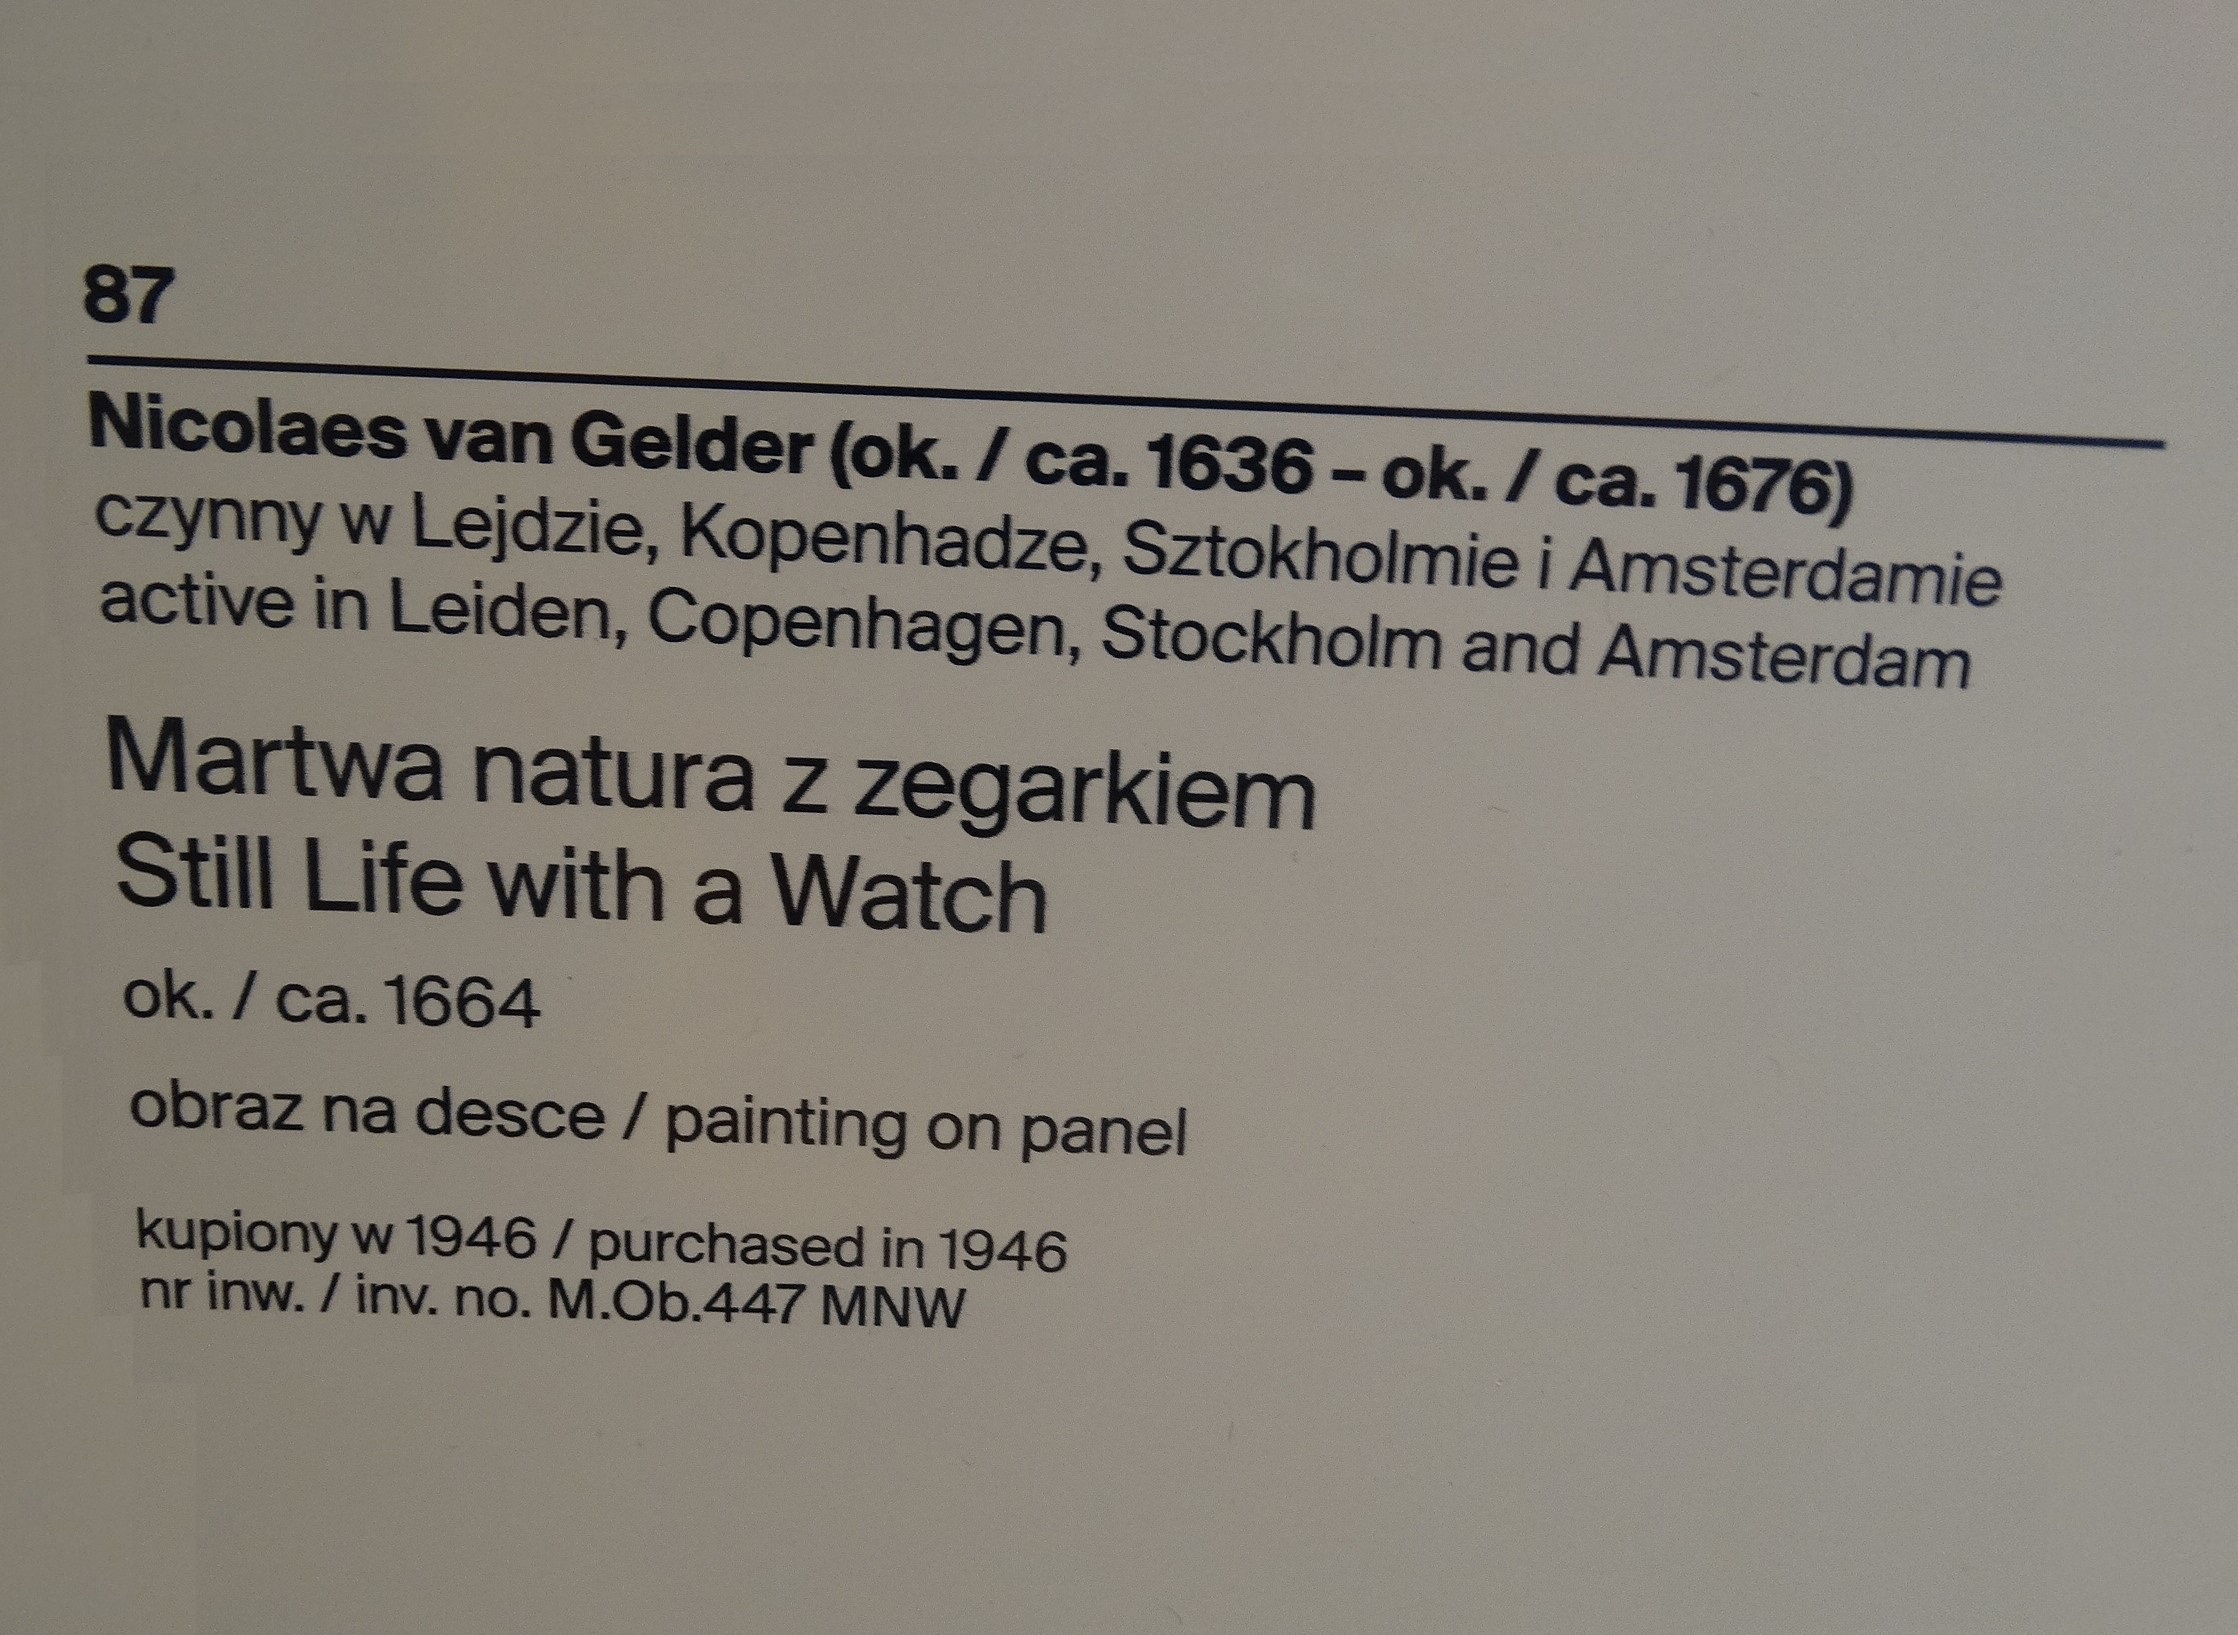 87
Nicolaes van Gelder (ok. / ca. 1636 – ok. / ca. 1676)
czynny w Lejdzie, Kopenhadze, Sztokholmie i Amsterdamie
active in Leiden, Copenhagen, Stockholm and Amsterdam
Martwa natura z zegarkiem
Still Life with a Watch
ok. / ca. 1664
obraz na desce / painting on panel
kupiony w 1946 / purchased in 1946
nr inw. / inv. no. M.Ob.447 MNW